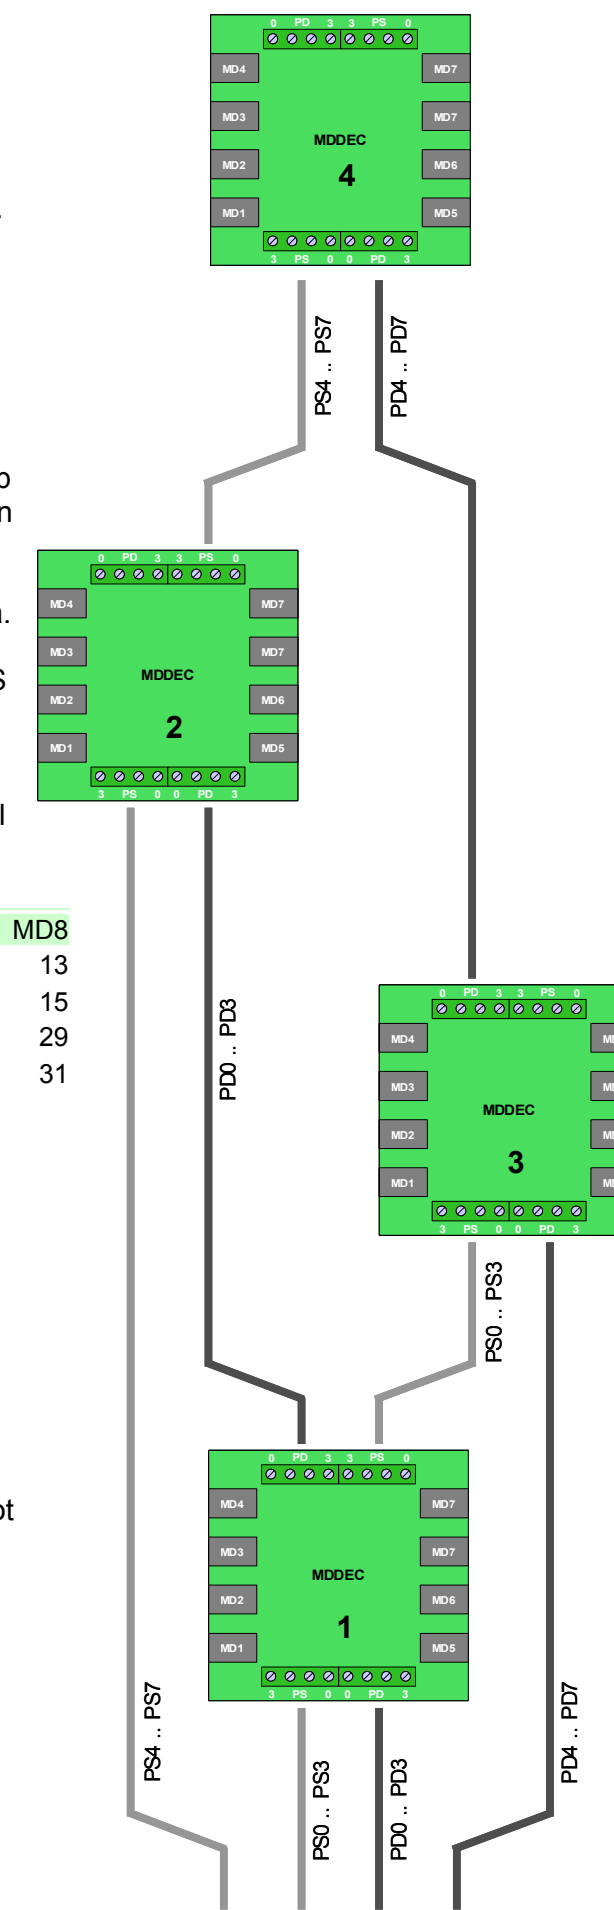 0 PD 3 3 PS 0
MD4 MD7
MD3 MD7
MDDEC
MD2 MD6
4
MD1 MD5
3 PS 0 0 PD 3
PS4 .. PS7
PD4 .. PD7
0 PD 3 3 PS 0
MD4 MD7
MD3 MD7
MDDEC
MD2 MD6
2
MD1 MD5
3 PS 0 0 PD 3
MD8
13
15
29
31
PD0 .. PD3
0 PD 3 3 PS 0
MD4
MD3
MDDEC
MD2
3
MD1
3 PS 0 0 PD 3
PS0 .. PS3
0 PD 3 3 PS 0
MD4 MD7
MD3 MD7
MDDEC
MD2 MD6
1
MD1 MD5
3 PS 0 0 PD 3
PS4 .. PS7
PD4 .. PD7
PS0 .. PS3
PD0 .. PD3